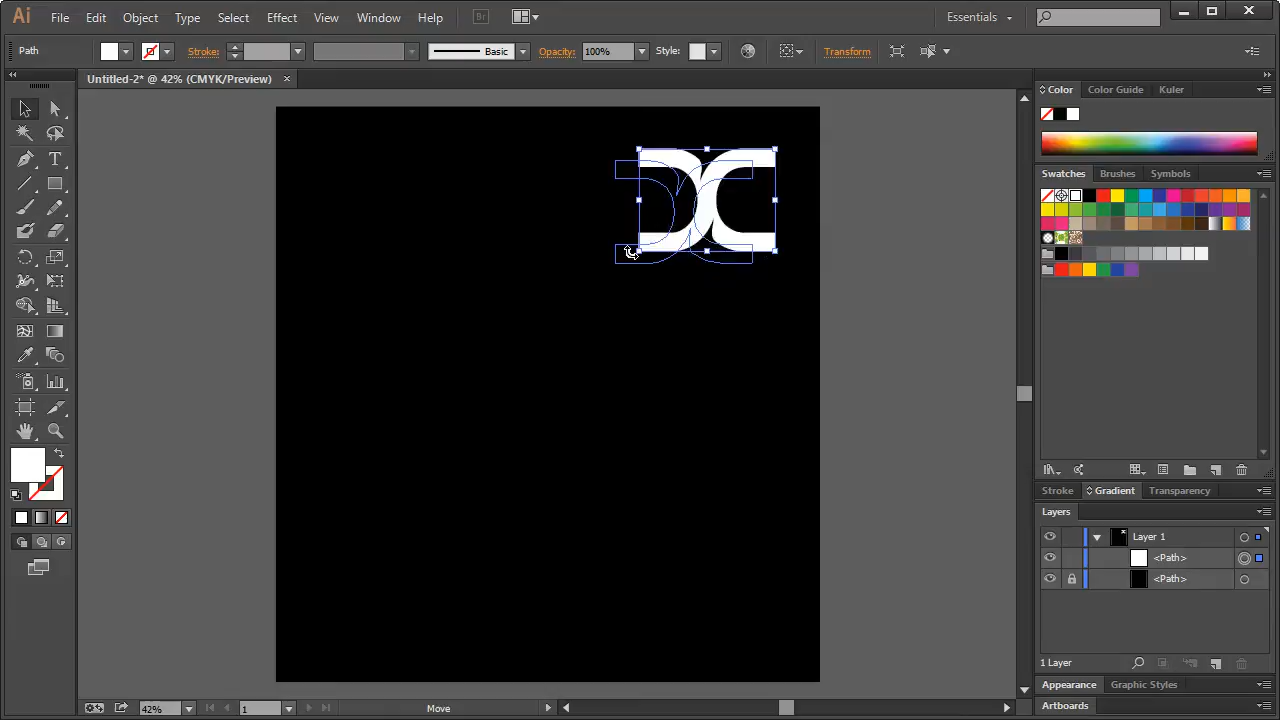 Ai File Edit Object Type Select Effect View Window Help Br Essentials
Path Stroke: Basic Opacity: 100% Style: Transform
Untitled-2* @ 42% (CMYK/Preview) ×
Color Color Guide Kuler
Swatches Brushes Symbols
Stroke Gradient Transparency
Layers
Layer 1
<Path>
<Path>
1 Layer
Appearance Graphic Styles
Artboards
42% 1 Move